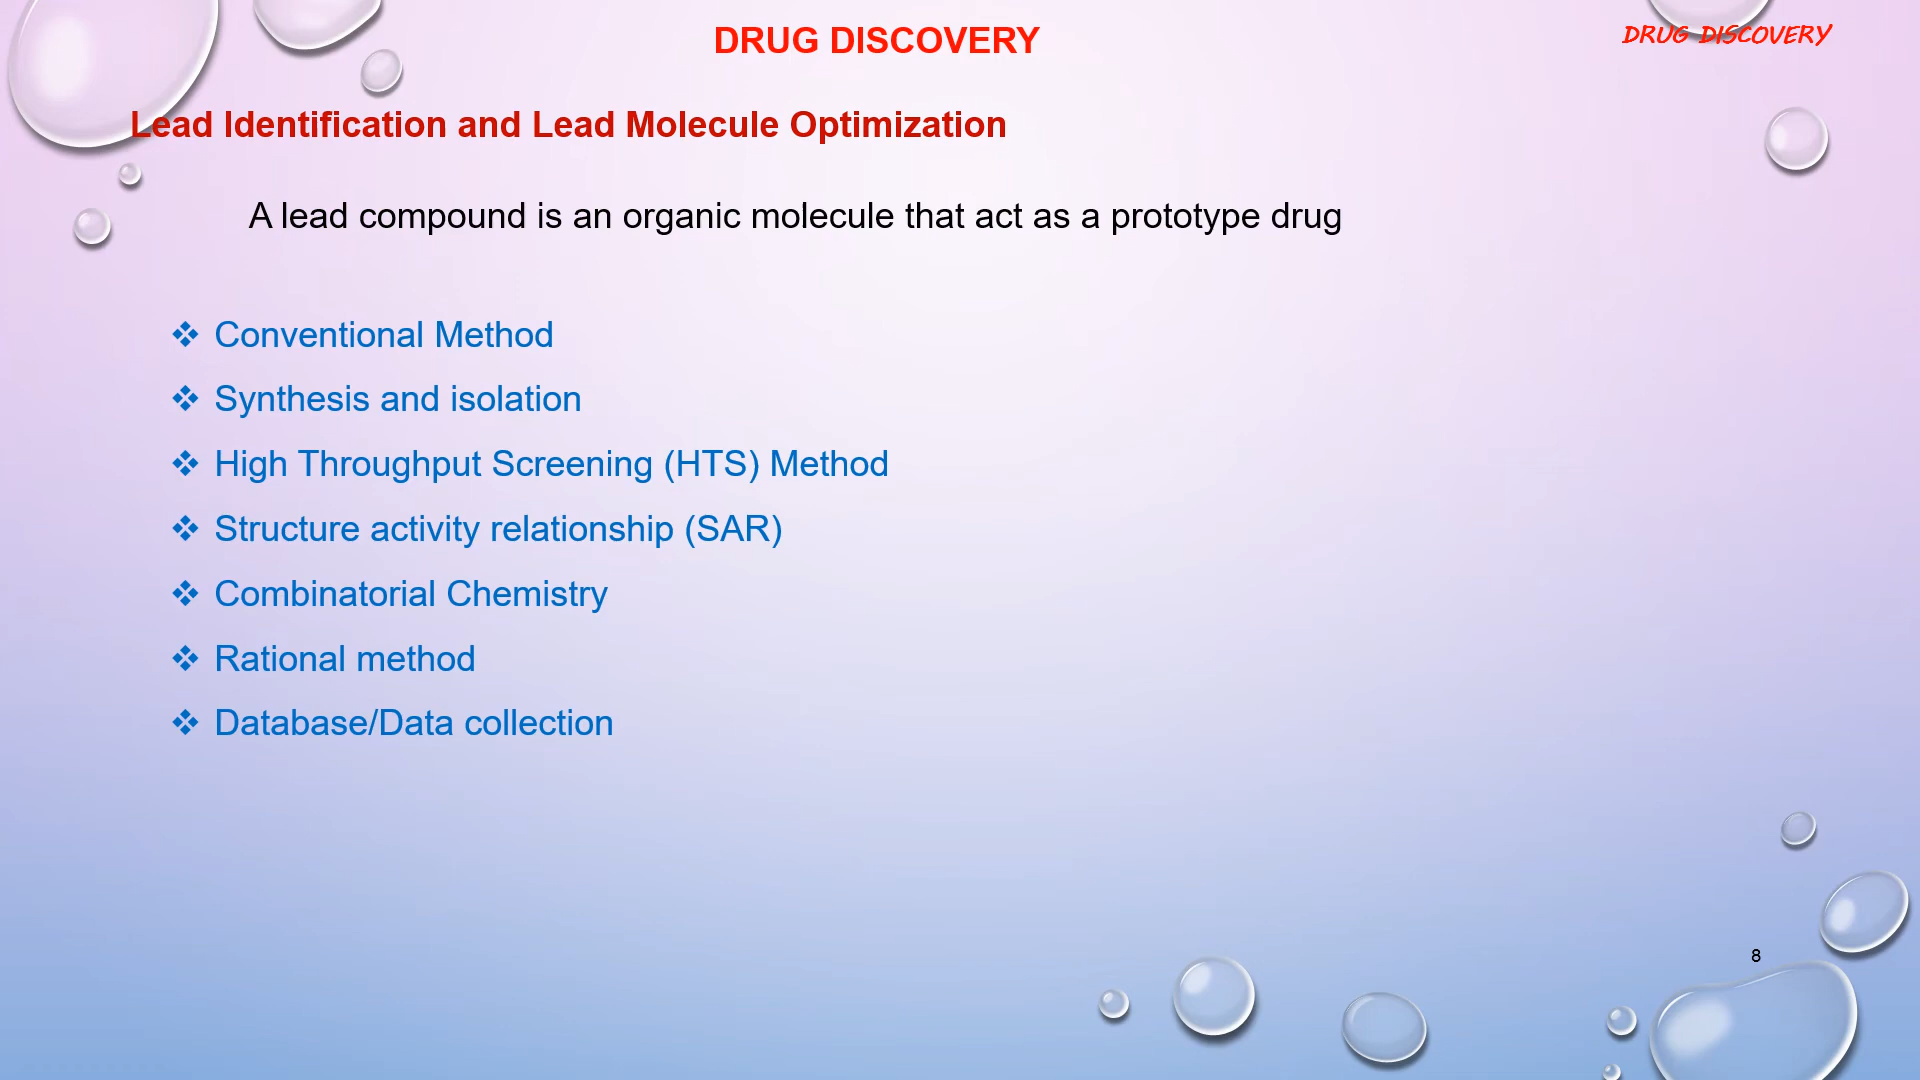 DRUG DISCOVERY
DRUG DISCOVERY
Lead Identification and Lead Molecule Optimization
A lead compound is an organic molecule that act as a prototype drug
❖ Conventional Method
❖ Synthesis and isolation
❖ High Throughput Screening (HTS) Method
❖ Structure activity relationship (SAR)
❖ Combinatorial Chemistry
❖ Rational method
❖ Database/Data collection
8